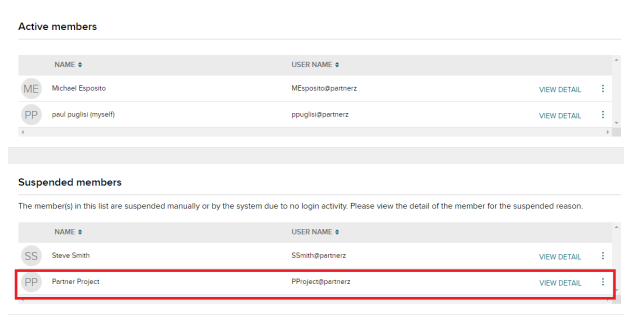 Active members
NAME USER NAME
ME Michael Esposito MEsposito@partnerz VIEW DETAIL
PP paul puglisi (myself) ppuglisi@partnerz VIEW DETAIL
Suspended members
The member(s) in this list are suspended manually or by the system due to no login activity. Please view the detail of the member for the suspended reason.
NAME USER NAME
SS Steve Smith SSmith@partnerz VIEW DETAIL
PP Partner Project PProject@partnerz VIEW DETAIL